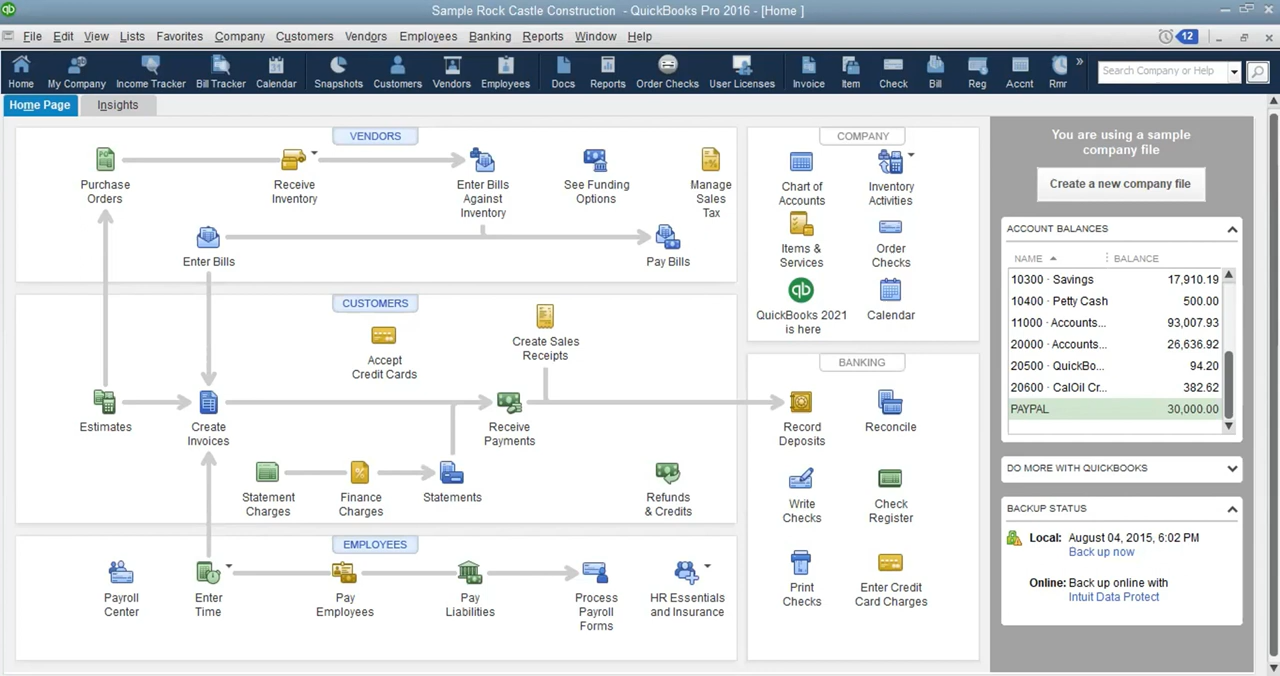 Sample Rock Castle Construction - QuickBooks Pro 2016 - [Home ]
File Edit View Lists Favorites Company Customers Vendors Employees Banking Reports Window Help
12
Home My Company Income Tracker Bill Tracker Calendar Snapshots Customers Vendors Employees Docs Reports Order Checks User Licenses Invoice Item Check Bill Reg Accnt Rmr
Search Company or Help
Home Page Insights
VENDORS
Purchase
Orders
Receive
Inventory
Enter Bills
Against
Inventory
See Funding
Options
Manage
Sales
Tax
Enter Bills
Pay Bills
CUSTOMERS
Accept
Credit Cards
Create Sales
Receipts
Estimates
Create
Invoices
Receive
Payments
Statement
Charges
Finance
Charges
Statements
Refunds
& Credits
EMPLOYEES
Payroll
Center
Enter
Time
Pay
Employees
Pay
Liabilities
Process
Payroll
Forms
HR Essentials
and Insurance
COMPANY
Chart of
Accounts
Inventory
Activities
Items &
Services
Order
Checks
qb
QuickBooks 2021
is here
Calendar
BANKING
Record
Deposits
Reconcile
Write
Checks
Check
Register
Print
Checks
Enter Credit
Card Charges
You are using a sample
company file
Create a new company file
ACCOUNT BALANCES
NAME BALANCE
10300 · Savings 17,910.19
10400 · Petty Cash 500.00
11000 · Accounts... 93,007.93
20000 · Accounts... 26,636.92
20500 · QuickBo... 94.20
20600 · CalOil Cr... 382.62
PAYPAL 30,000.00
DO MORE WITH QUICKBOOKS
BACKUP STATUS
Local: August 04, 2015, 6:02 PM
Back up now
Online: Back up online with
Intuit Data Protect